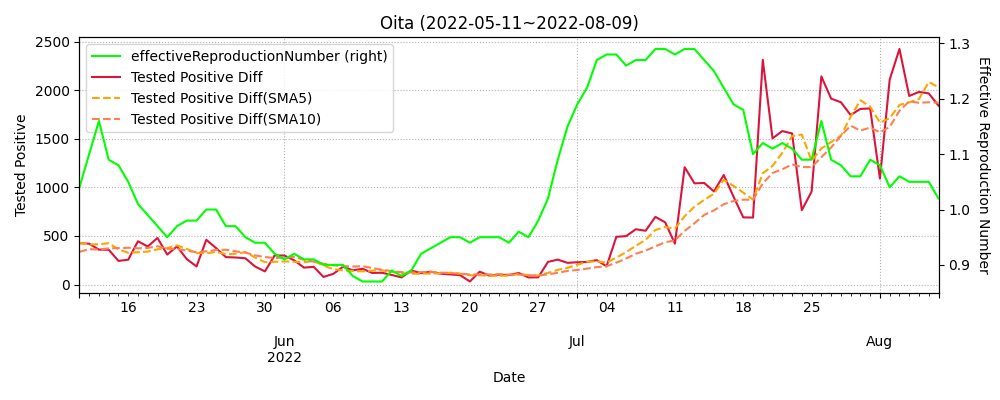 Oita (2022-05-11~2022-08-09)
effectiveReproductionNumber (right)
Tested Positive Diff
Tested Positive Diff(SMA5)
Tested Positive Diff(SMA10)
Tested Positive
2500
2000
1500
1000
500
0
1.3
1.2
1.1
1.0
0.9
Effective Reproduction Number
16 23 30 06 13 20 27 04 11 18 25
Jun Jul Aug
2022
Date